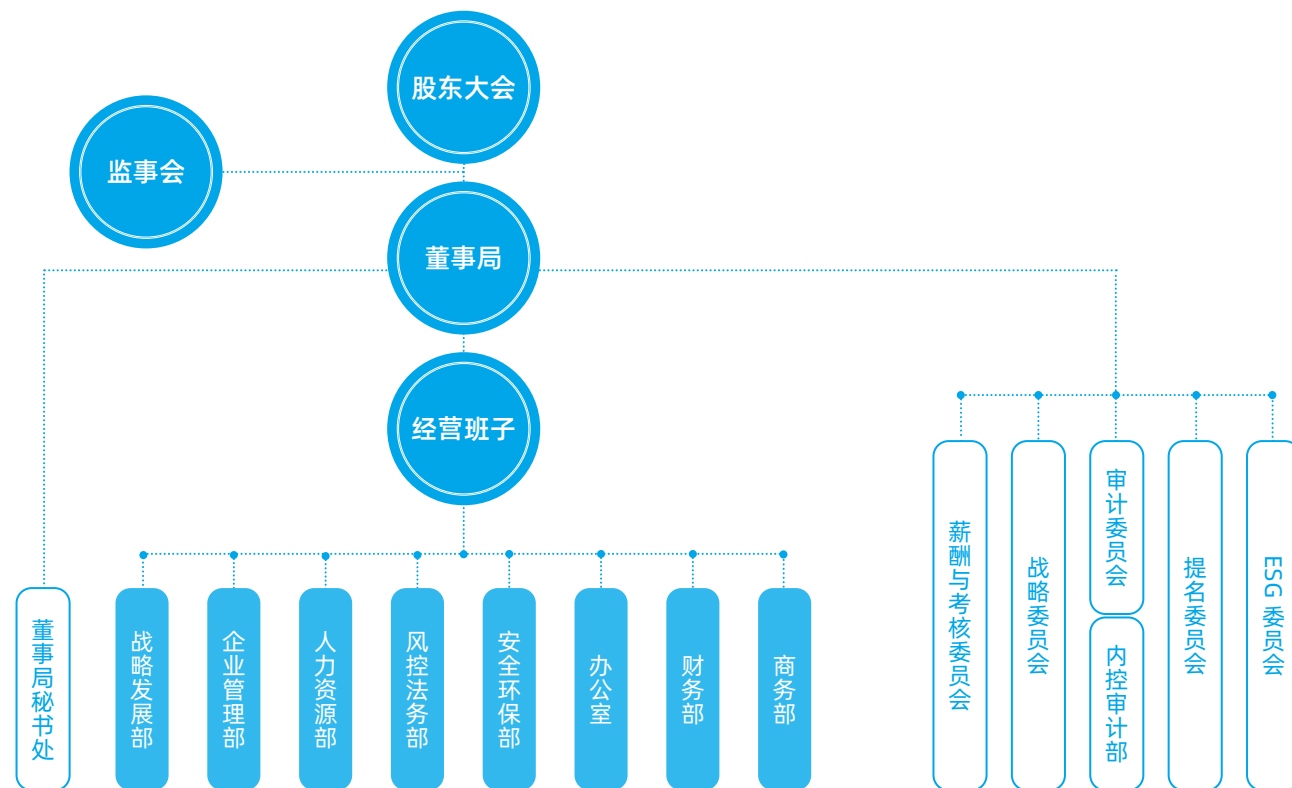 股东大会
监事会
董事局
经营班子
董事局秘书处
战略发展部
企业管理部
人力资源部
风控法务部
安全环保部
办公室
财务部
商务部
薪酬与考核委员会
战略委员会
审计委员会
内控审计部
提名委员会
ESG 委员会